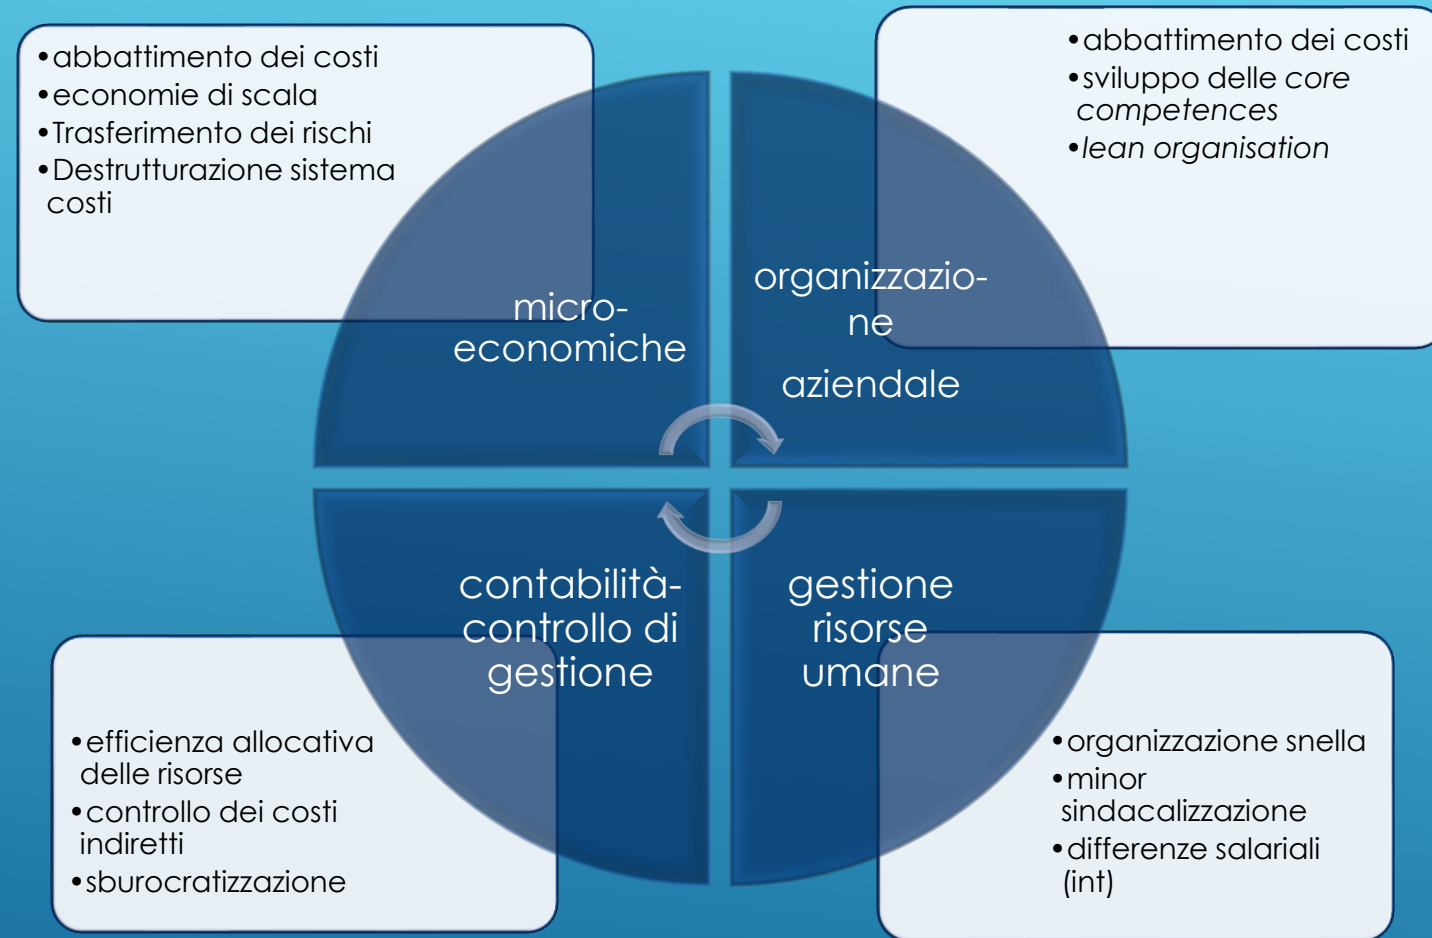 •abbattimento dei costi
•economie di scala
•Trasferimento dei rischi
•Destrutturazione sistema
costi
•abbattimento dei costi
•sviluppo delle core
competences
•lean organisation
micro-
economiche
organizzazio-
ne
aziendale
contabilità-
controllo di
gestione
gestione
risorse
umane
•efficienza allocativa
delle risorse
•controllo dei costi
indiretti
•sburocratizzazione
•organizzazione snella
•minor
sindacalizzazione
•differenze salariali
(int)